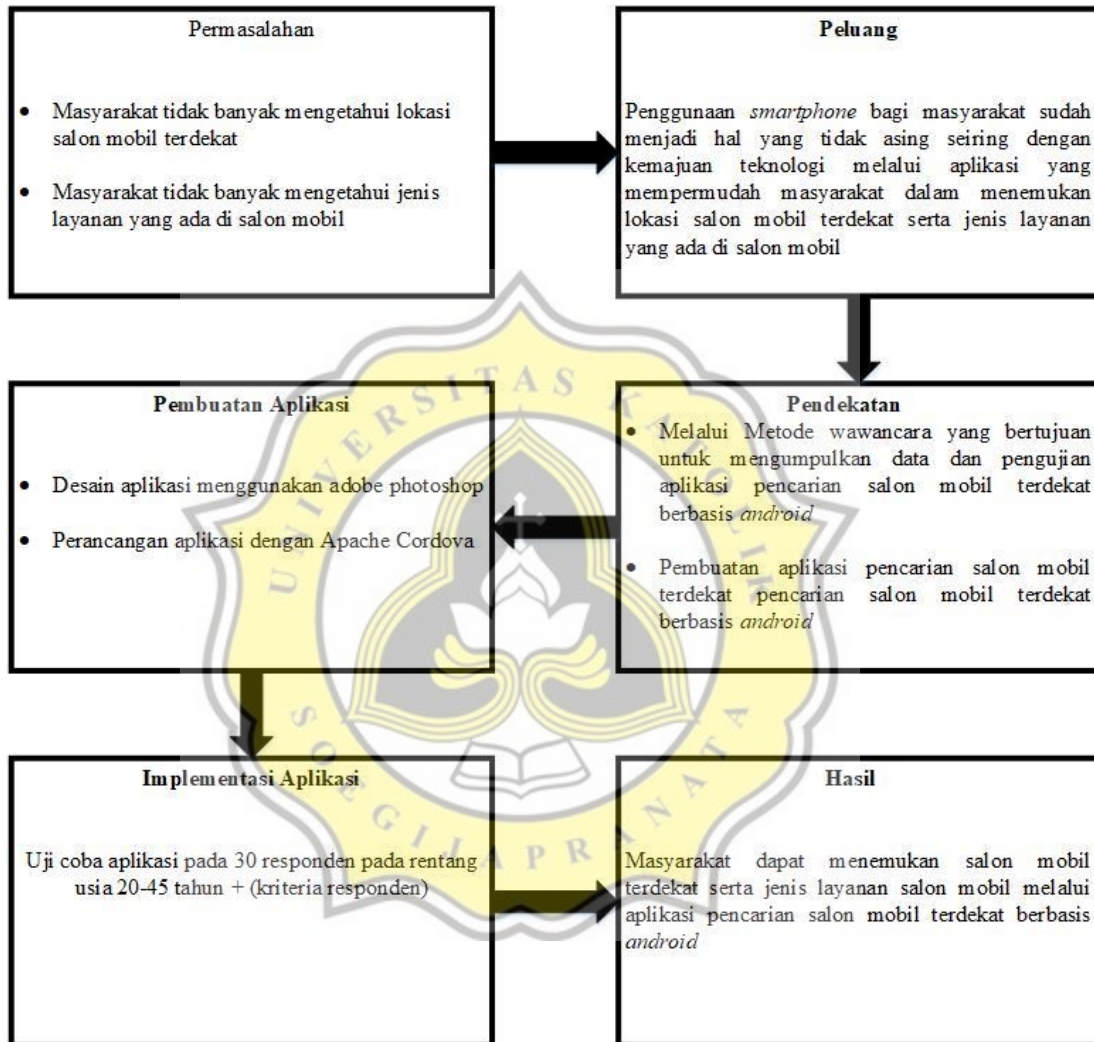 Permasalahan
• Masyarakat tidak banyak mengetahui lokasi
salon mobil terdekat
• Masyarakat tidak banyak mengetahui jenis
layanan yang ada di salon mobil
Peluang
Penggunaan smartphone bagi masyarakat sudah
menjadi hal yang tidak asing seiring dengan
kemajuan teknologi melalui aplikasi yang
mempermudah masyarakat dalam menemukan
lokasi salon mobil terdekat serta jenis layanan
yang ada di salon mobil
Pendekatan
• Melalui Metode wawancara yang bertujuan
untuk mengumpulkan data dan pengujian
aplikasi pencarian salon mobil terdekat
berbasis android
• Pembuatan aplikasi pencarian salon mobil
terdekat pencarian salon mobil terdekat
berbasis android
Pembuatan Aplikasi
• Desain aplikasi menggunakan adobe photoshop
• Perancangan aplikasi dengan Apache Cordova
Implementasi Aplikasi
Uji coba aplikasi pada 30 responden pada rentang
usia 20-45 tahun + (kriteria responden)
Hasil
Masyarakat dapat menemukan salon mobil
terdekat serta jenis layanan salon mobil melalui
aplikasi pencarian salon mobil terdekat berbasis
android
UNIVERSITAS KATOLIK
SOEGIJAPRANATA